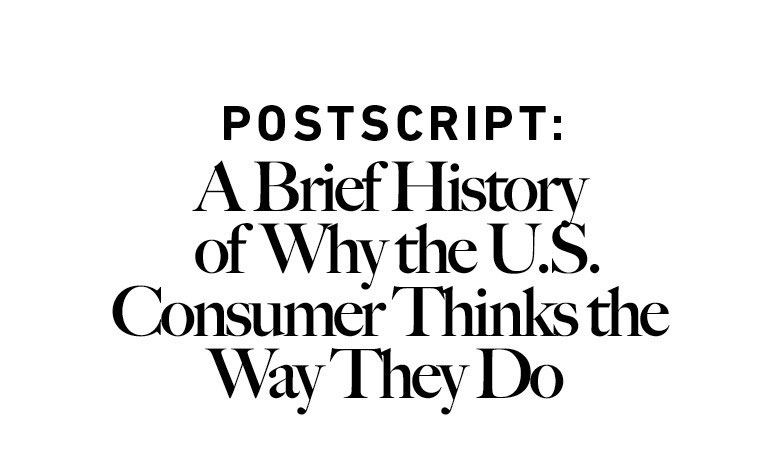 POSTSCRIPT:
A Brief History
of Why the U.S.
Consumer Thinks the
Way They Do